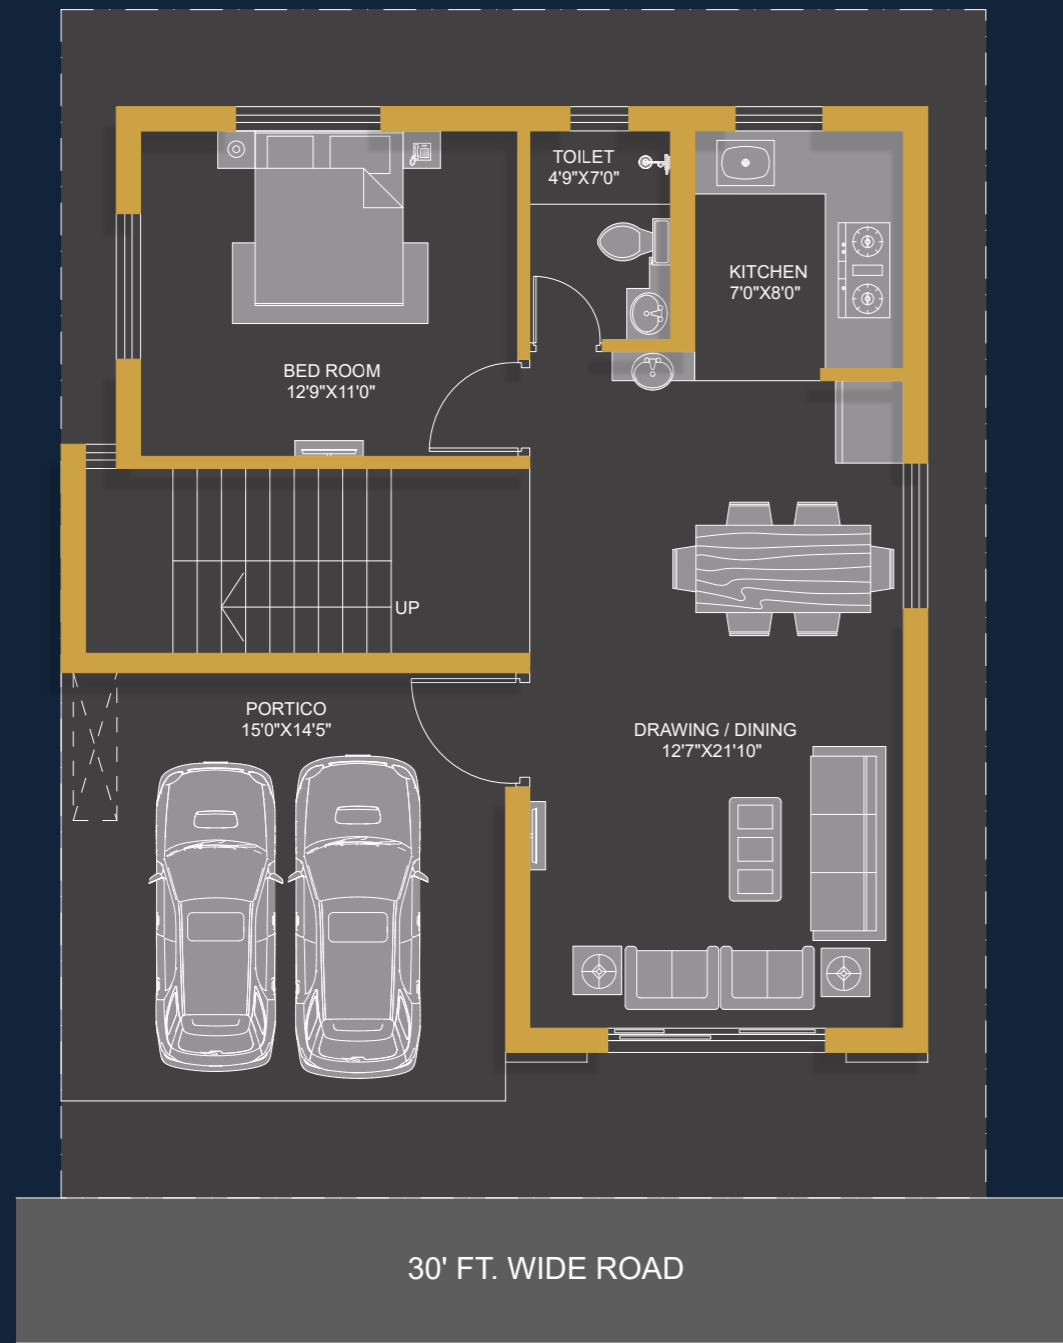 TOILET
4'9"X7'0"
KITCHEN
7'0"X8'0"
BED ROOM
12'9"X11'0"
UP
PORTICO
15'0"X14'5"
DRAWING / DINING
12'7"X21'10"
30' FT. WIDE ROAD